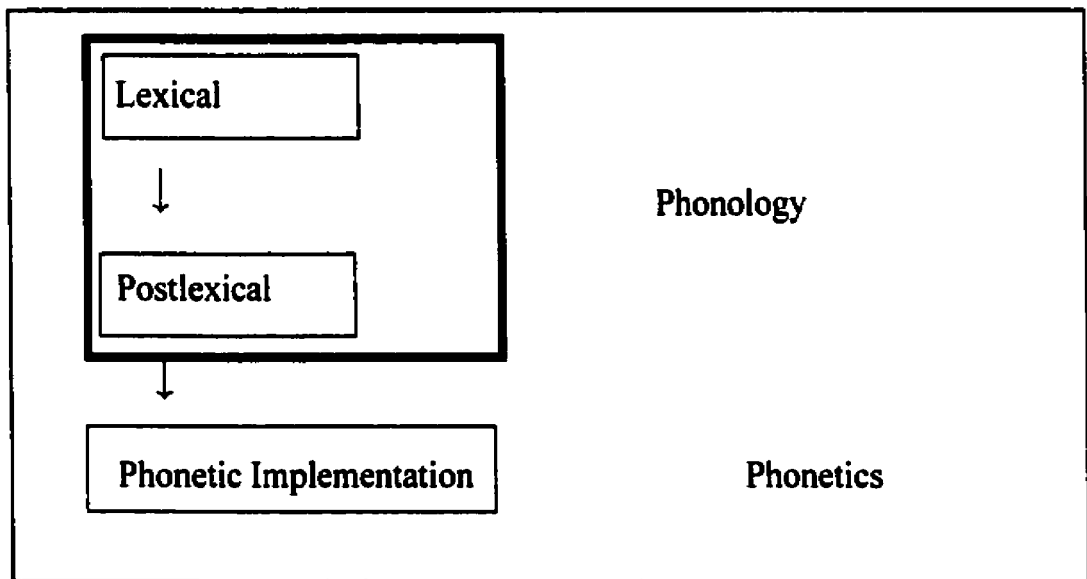 Lexical
↓
Phonology
Postlexical
↓
Phonetic Implementation
Phonetics